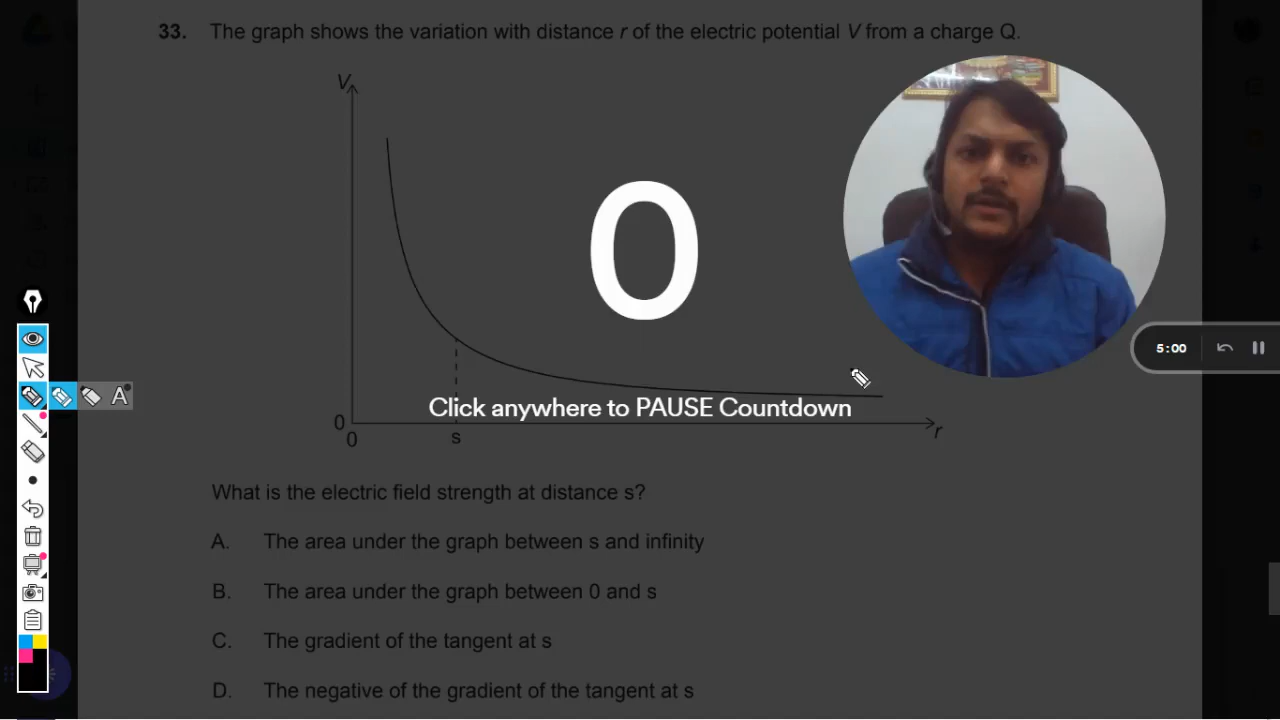 33. The graph shows the variation with distance r of the electric potential V from a charge Q.
V
0
5:00
A
Click anywhere to PAUSE Countdown
0
0
s
r
What is the electric field strength at distance s?
A. The area under the graph between s and infinity
B. The area under the graph between 0 and s
C. The gradient of the tangent at s
D. The negative of the gradient of the tangent at s